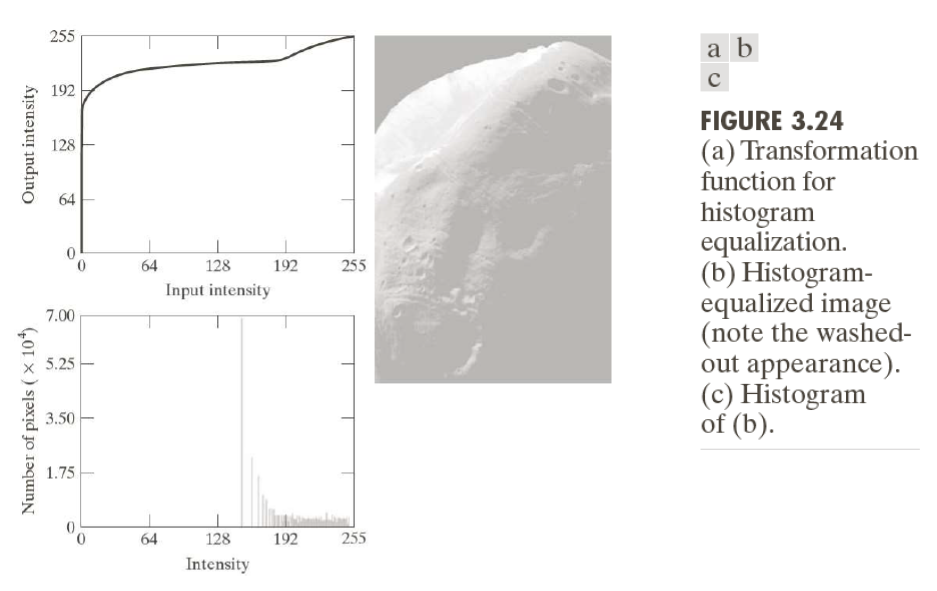 255
192
128
64
0
Output intensity
0 64 128 192 255
Input intensity
7.00
5.25
3.50
1.75
0
Number of pixels ( × 10⁴)
0 64 128 192 255
Intensity
a b
c
FIGURE 3.24
(a) Transformation
function for
histogram
equalization.
(b) Histogram-
equalized image
(note the washed-
out appearance).
(c) Histogram
of (b).